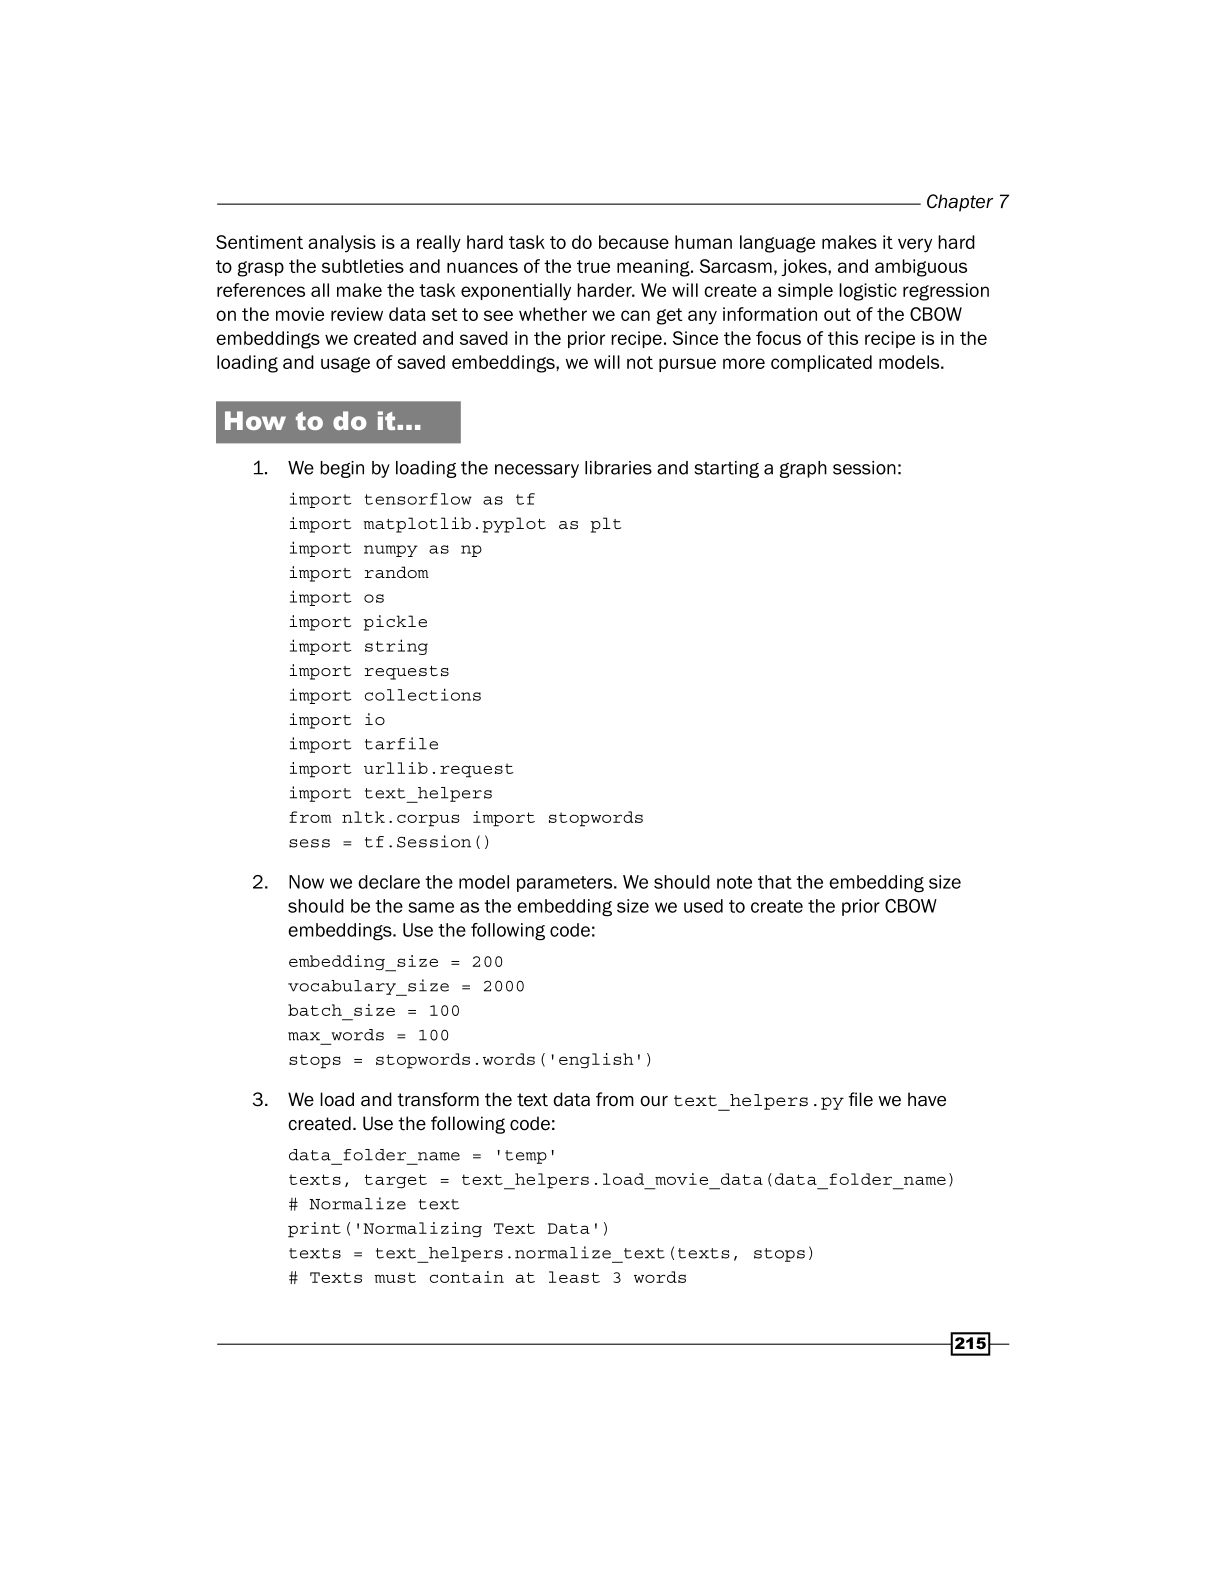 Chapter 7
Sentiment analysis is a really hard task to do because human language makes it very hard
to grasp the subtleties and nuances of the true meaning. Sarcasm, jokes, and ambiguous
references all make the task exponentially harder. We will create a simple logistic regression
on the movie review data set to see whether we can get any information out of the CBOW
embeddings we created and saved in the prior recipe. Since the focus of this recipe is in the
loading and usage of saved embeddings, we will not pursue more complicated models.
How to do it…
1. We begin by loading the necessary libraries and starting a graph session:
import tensorflow as tf
import matplotlib.pyplot as plt
import numpy as np
import random
import os
import pickle
import string
import requests
import collections
import io
import tarfile
import urllib.request
import text_helpers
from nltk.corpus import stopwords
sess = tf.Session()
2. Now we declare the model parameters. We should note that the embedding size
should be the same as the embedding size we used to create the prior CBOW
embeddings. Use the following code:
embedding_size = 200
vocabulary_size = 2000
batch_size = 100
max_words = 100
stops = stopwords.words('english')
3. We load and transform the text data from our text_helpers.py file we have
created. Use the following code:
data_folder_name = 'temp'
texts, target = text_helpers.load_movie_data(data_folder_name)
# Normalize text
print('Normalizing Text Data')
texts = text_helpers.normalize_text(texts, stops)
# Texts must contain at least 3 words
215